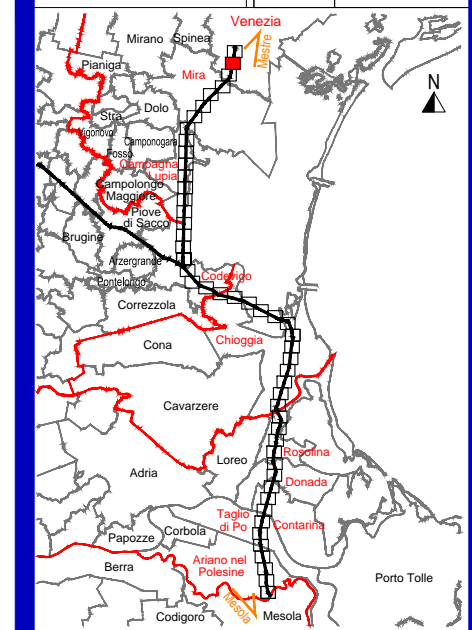 Venezia
Mirano
Spinea
Mestre
Pianiga
Mira
N
Dolo
Stra
Vigonovo
Camponogara
Fosso
Campagna
Lupia
Campolongo
Maggiore
Piove
di Sacco
Brugine
Arzergrande
Codevigo
Pontelongo
Correzzola
Chioggia
Cona
Cavarzere
Loreo
Rosolina
Adria
Donada
Taglio
di Po
Contarina
Corbola
Papozze
Ariano nel
Polesine
Berra
Porto Tolle
Mesola
Mesola
Codigoro